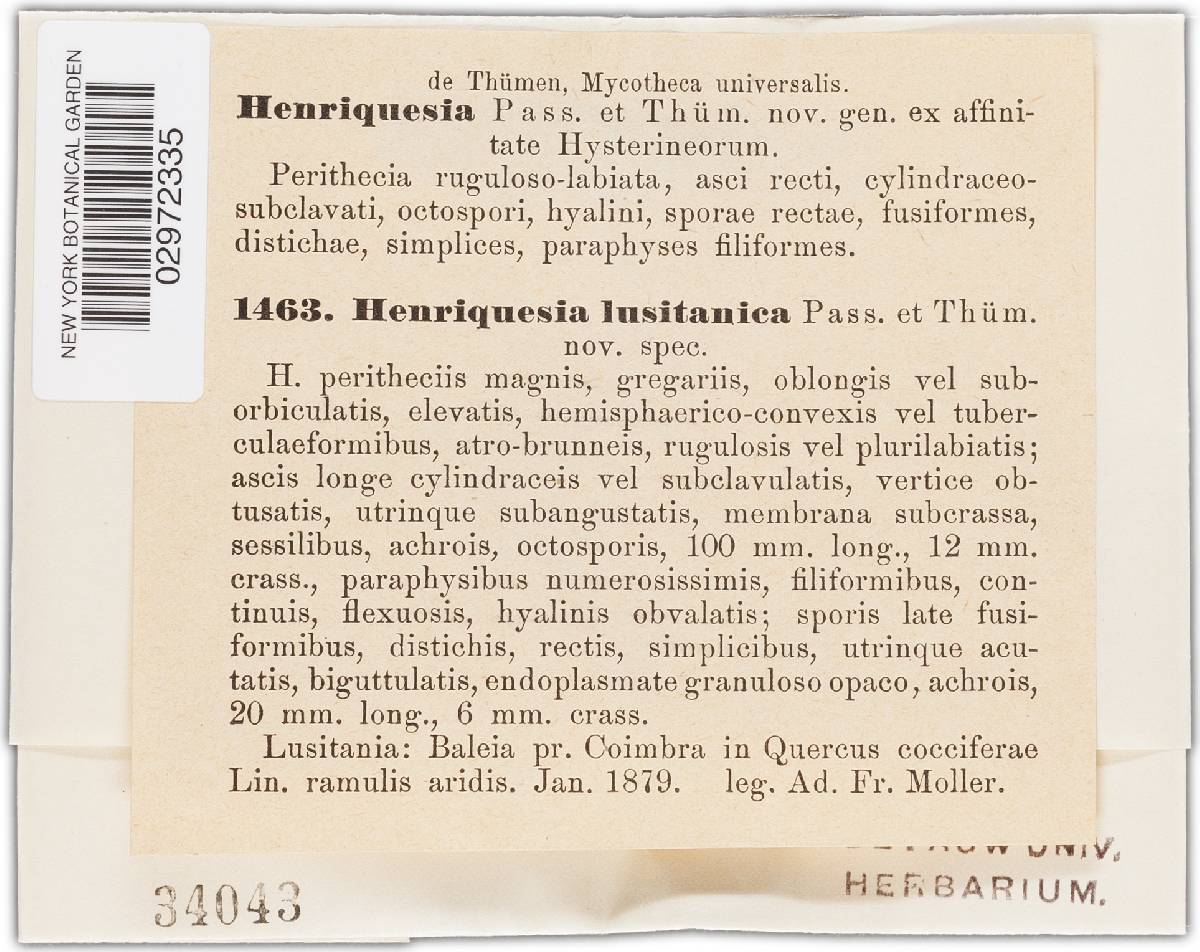 NEW YORK BOTANICAL GARDEN
02972335
de Thümen, Mycotheca universalis.
Henriquesia Pass. et Thüm. nov. gen. ex affini-
tate Hysterineorum.
Perithecia ruguloso-labiata, asci recti, cylindraceo-
subclavati, octospori, hyalini, sporae rectae, fusiformes,
distichae, simplices, paraphyses filiformes.
1463. Henriquesia lusitanica Pass. et Thüm.
nov. spec.
H. peritheciis magnis, gregariis, oblongis vel sub-
orbiculatis, elevatis, hemisphaerico-convexis vel tuber-
culaeformibus, atro-brunneis, rugulosis vel plurilabiatis;
ascis longe cylindraceis vel subclavulatis, vertice ob-
tusatis, utrinque subangustatis, membrana subcrassa,
sessilibus, achrois, octosporis, 100 mm. long., 12 mm.
crass., paraphysibus numerosissimis, filiformibus, con-
tinuis, flexuosis, hyalinis obvalatis; sporis late fusi-
formibus, distichis, rectis, simplicibus, utrinque acu-
tatis, biguttulatis, endoplasmate granuloso opaco, achrois,
20 mm. long., 6 mm. crass.
Lusitania: Baleia pr. Coimbra in Quercus cocciferae
Lin. ramulis aridis. Jan. 1879. leg. Ad. Fr. Moller.
UNIV.
HERBARIUM.
34043